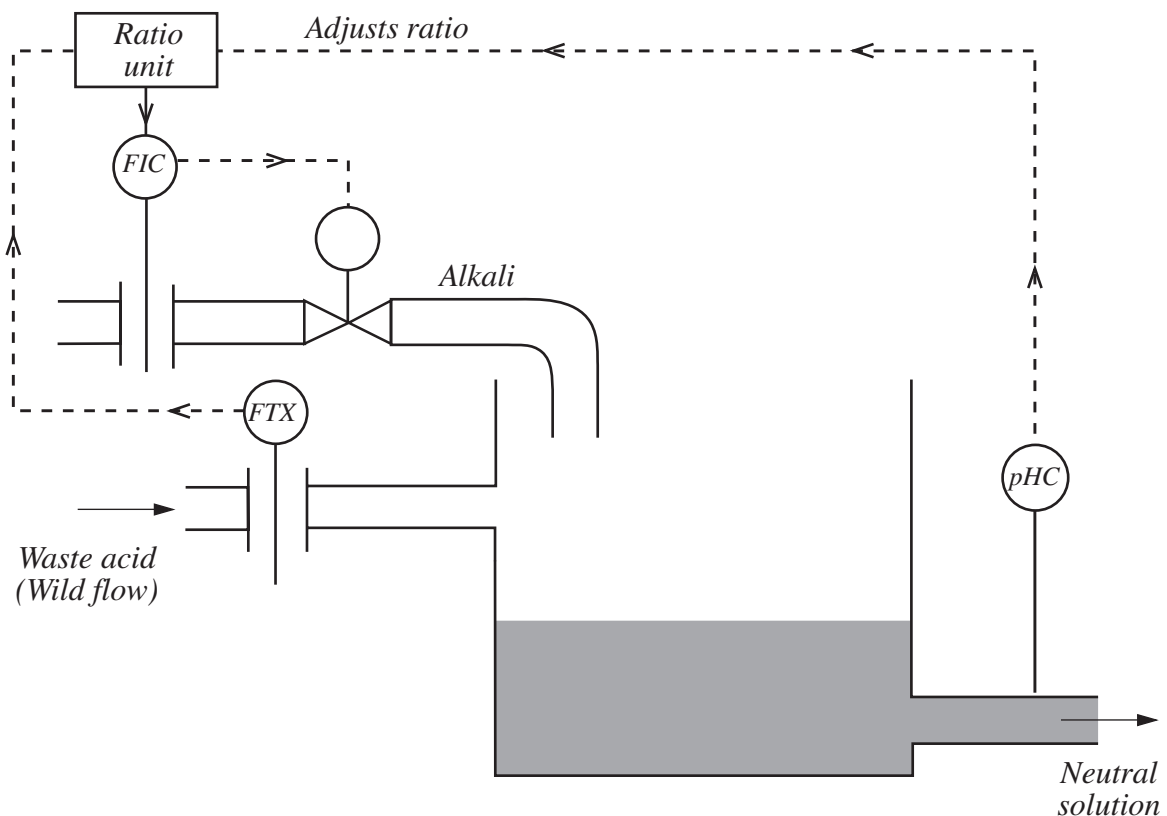 Ratio
unit
Adjusts ratio
FIC
Alkali
FTX
pHC
Waste acid
(Wild flow)
Neutral
solution